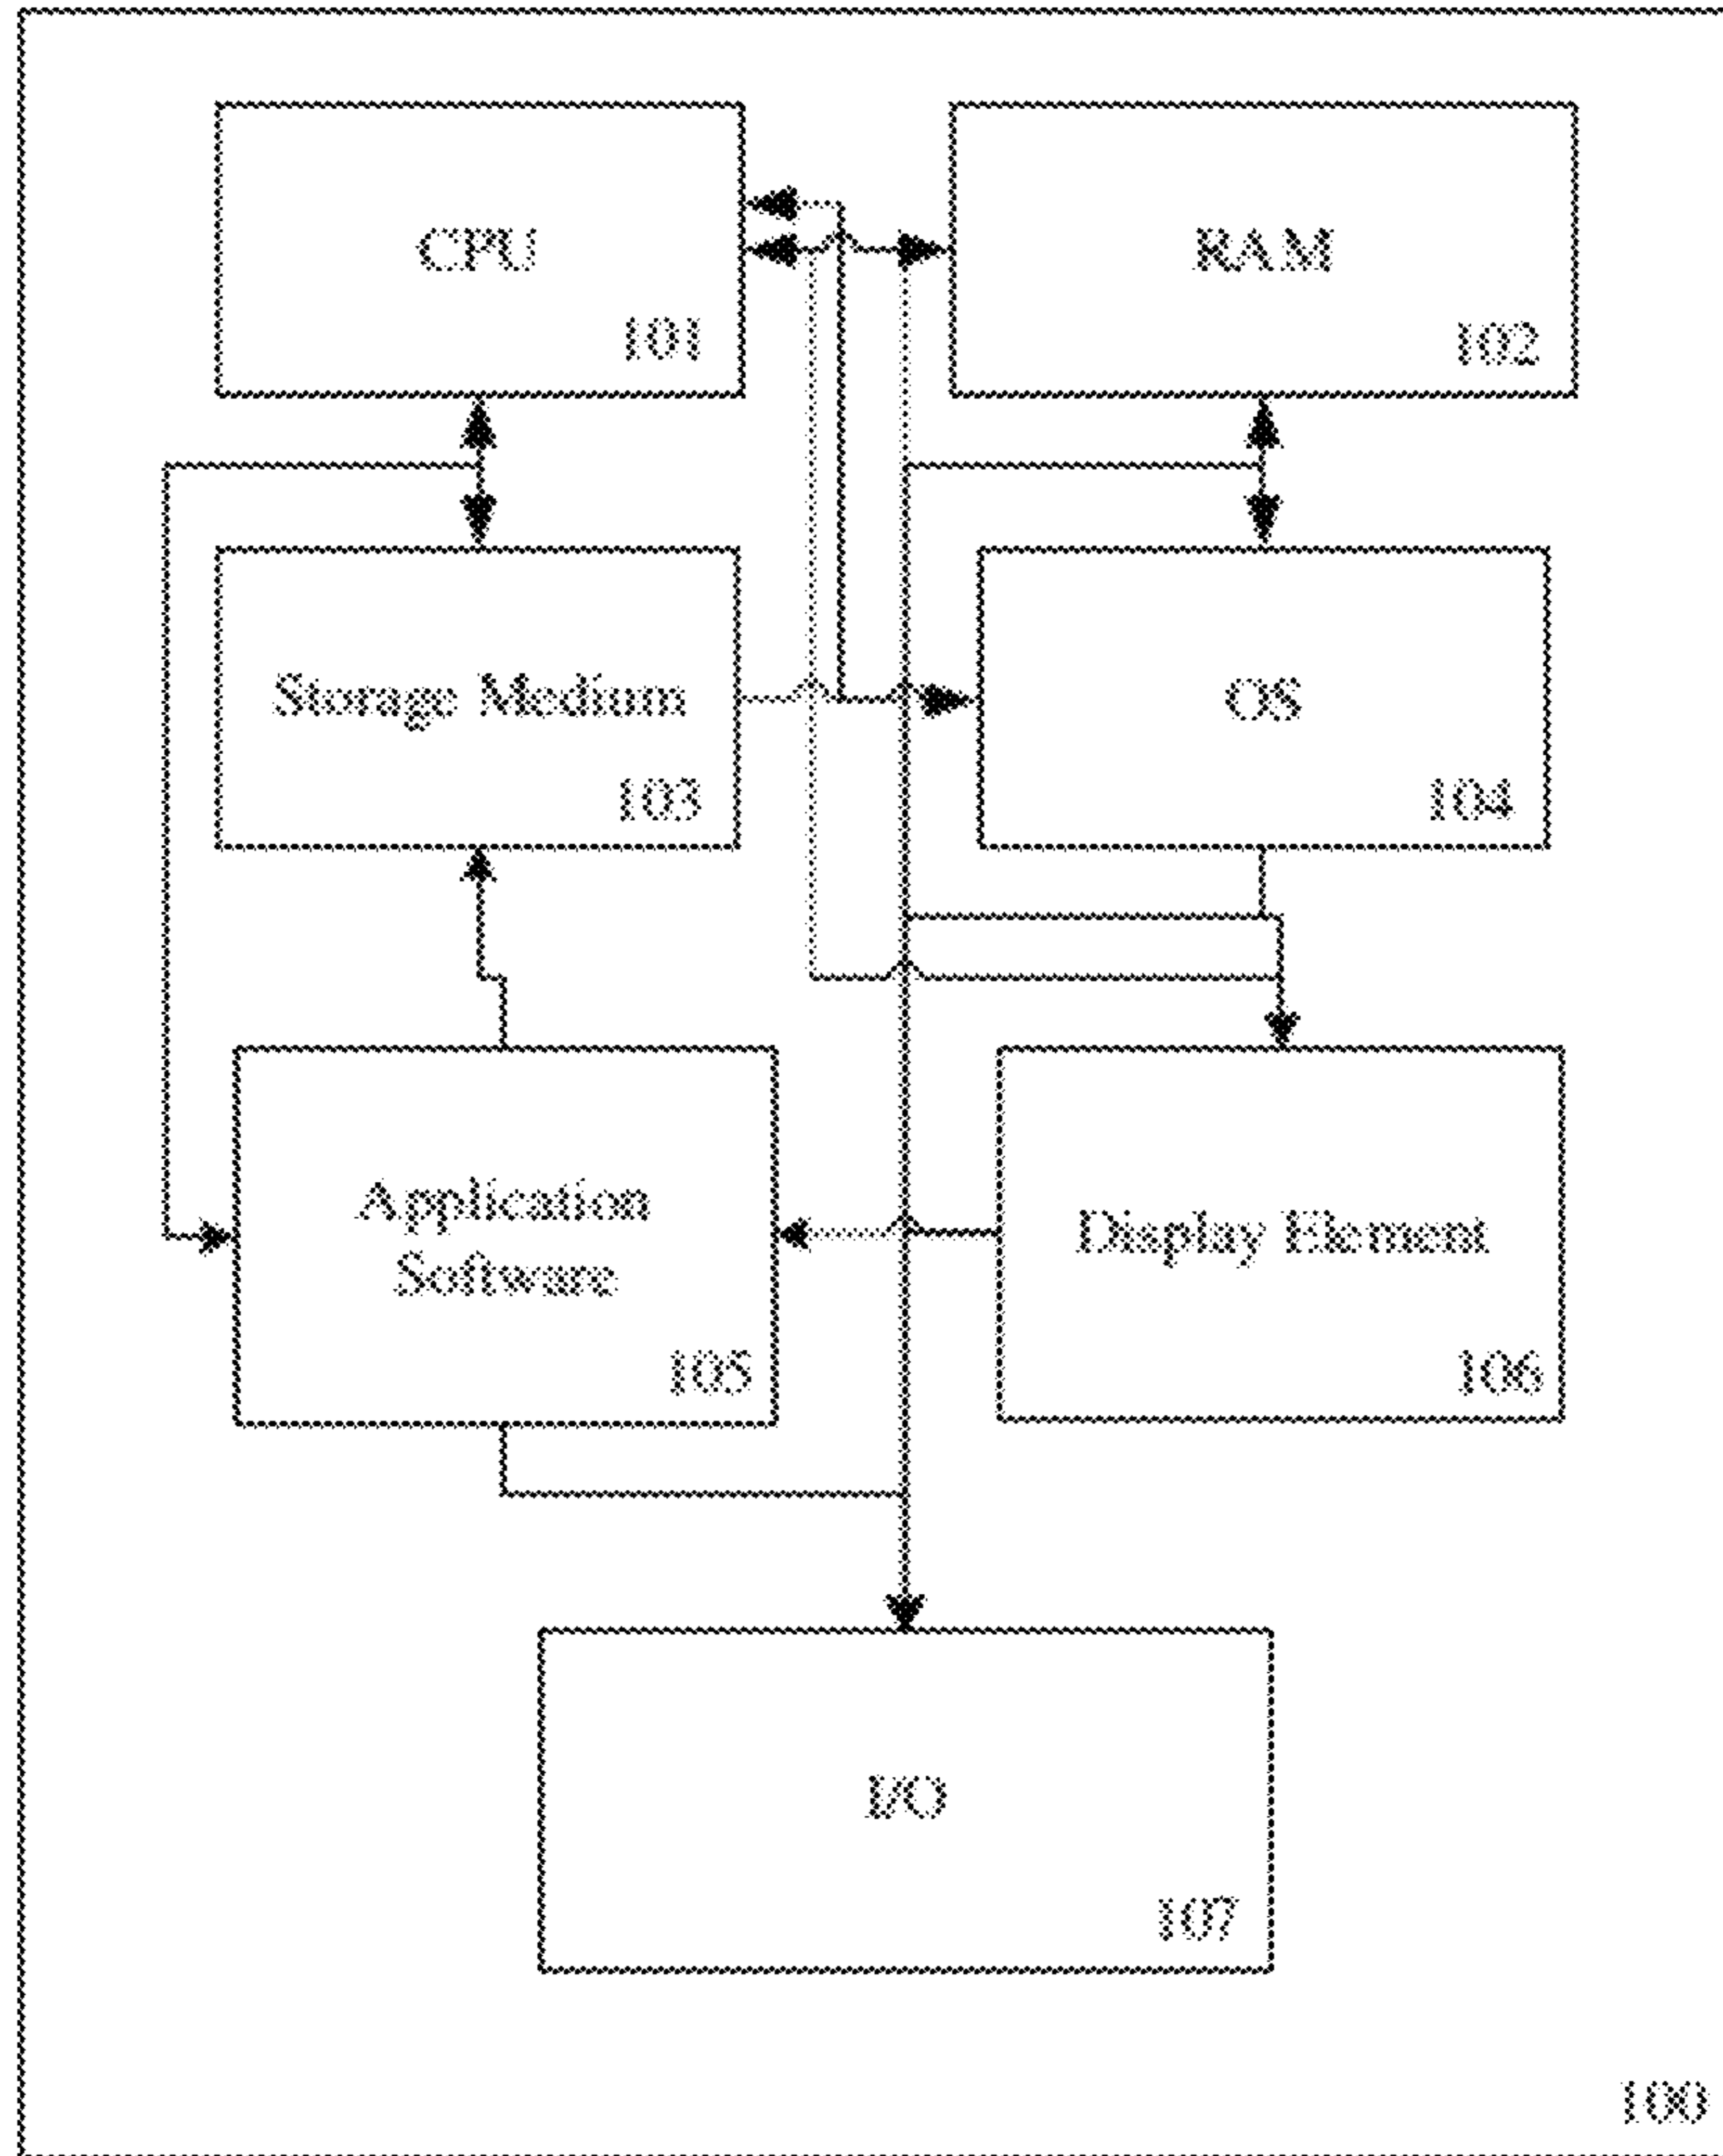 CPU
101
RAM
102
Storage Medium
103
OS
104
Application
Software
105
Display Element
106
I/O
107
100